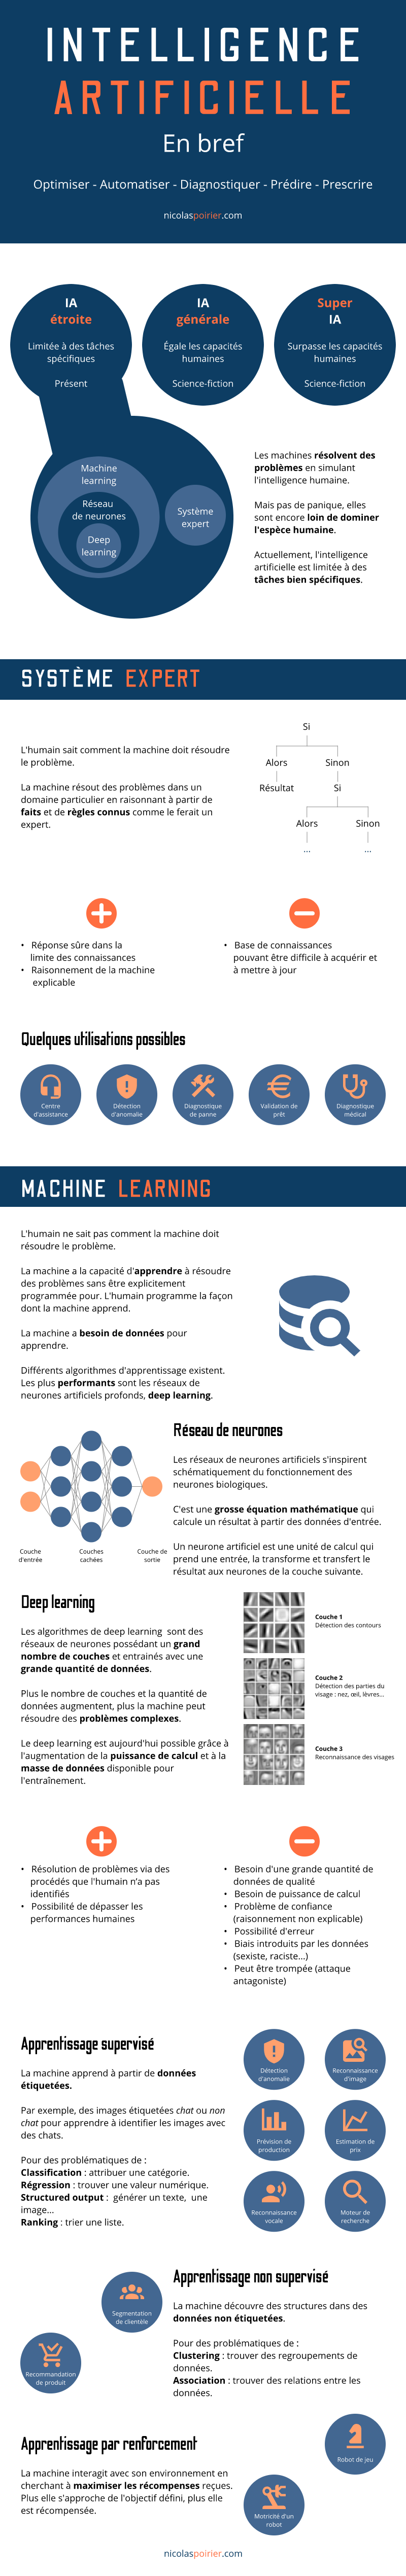 INTELLIGENCE
ARTIFICIELLE
En bref
Optimiser - Automatiser - Diagnostiquer - Prédire - Prescrire
nicolaspoirier.com
IA
étroite
Limitée à des tâches
spécifiques
Présent
IA
générale
Égale les capacités
humaines
Science-fiction
Super
IA
Surpasse les capacités
humaines
Science-fiction
Machine
learning
Réseau
de neurones
Deep
learning
Système
expert
Les machines résolvent des
problèmes en simulant
l'intelligence humaine.
Mais pas de panique, elles
sont encore loin de dominer
l'espèce humaine.
Actuellement, l'intelligence
artificielle est limitée à des
tâches bien spécifiques.
SYSTÈME EXPERT
L'humain sait comment la machine doit résoudre
le problème.
La machine résout des problèmes dans un
domaine particulier en raisonnant à partir de
faits et de règles connus comme le ferait un
expert.
Si
Alors
Sinon
Résultat
Si
Alors
Sinon
...
...
• Réponse sûre dans la
limite des connaissances
• Raisonnement de la machine
explicable
• Base de connaissances
pouvant être difficile à acquérir et
à mettre à jour
Quelques utilisations possibles
Centre
d'assistance
Détection
d'anomalie
Diagnostique
de panne
Validation de
prêt
Diagnostique
médical
MACHINE LEARNING
L'humain ne sait pas comment la machine doit
résoudre le problème.
La machine a la capacité d'apprendre à résoudre
des problèmes sans être explicitement
programmée pour. L'humain programme la façon
dont la machine apprend.
La machine a besoin de données pour
apprendre.
Différents algorithmes d'apprentissage existent.
Les plus performants sont les réseaux de
neurones artificiels profonds, deep learning.
Réseau de neurones
Les réseaux de neurones artificiels s'inspirent
schématiquement du fonctionnement des
neurones biologiques.
C'est une grosse équation mathématique qui
calcule un résultat à partir des données d'entrée.
Un neurone artificiel est une unité de calcul qui
prend une entrée, la transforme et transfert le
résultat aux neurones de la couche suivante.
Couche
d'entrée
Couches
cachées
Couche de
sortie
Deep learning
Les algorithmes de deep learning sont des
réseaux de neurones possédant un grand
nombre de couches et entrainés avec une
grande quantité de données.
Plus le nombre de couches et la quantité de
données augmentent, plus la machine peut
résoudre des problèmes complexes.
Le deep learning est aujourd'hui possible grâce à
l'augmentation de la puissance de calcul et à la
masse de données disponible pour
l'entraînement.
Couche 1
Détection des contours
Couche 2
Détection des parties du
visage : nez, œil, lèvres...
Couche 3
Reconnaissance des visages
• Résolution de problèmes via des
procédés que l'humain n'a pas
identifiés
• Possibilité de dépasser les
performances humaines
• Besoin d'une grande quantité de
données de qualité
• Besoin de puissance de calcul
• Problème de confiance
(raisonnement non explicable)
• Possibilité d'erreur
• Biais introduits par les données
(sexiste, raciste...)
• Peut être trompée (attaque
antagoniste)
Apprentissage supervisé
La machine apprend à partir de données
étiquetées.
Par exemple, des images étiquetées chat ou non
chat pour apprendre à identifier les images avec
des chats.
Pour des problématiques de :
Classification : attribuer une catégorie.
Régression : trouver une valeur numérique.
Structured output : générer un texte, une
image...
Ranking : trier une liste.
Détection
d'anomalie
Reconnaissance
d'image
Prévision de
production
Estimation de
prix
Reconnaissance
vocale
Moteur de
recherche
Apprentissage non supervisé
La machine découvre des structures dans des
données non étiquetées.
Pour des problématiques de :
Clustering : trouver des regroupements de
données.
Association : trouver des relations entre les
données.
Segmentation
de clientèle
Recommandation
de produit
Apprentissage par renforcement
La machine interagit avec son environnement en
cherchant à maximiser les récompenses reçues.
Plus elle s'approche de l'objectif défini, plus elle
est récompensée.
Robot de jeu
Motricité d'un
robot
nicolaspoirier.com